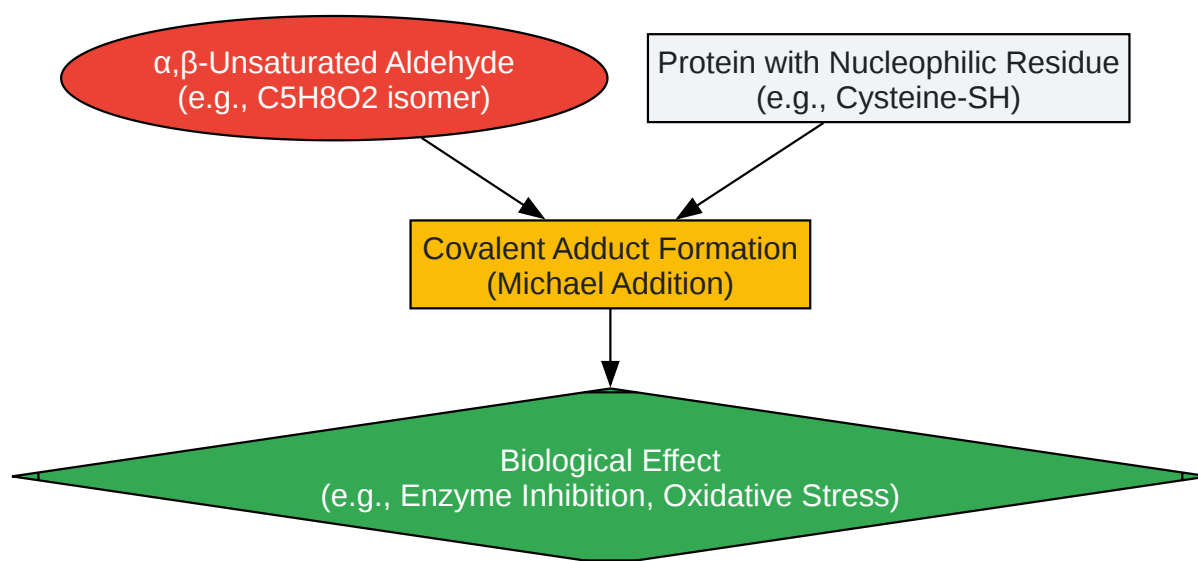 α,β-Unsaturated Aldehyde
(e.g., C5H8O2 isomer)
Protein with Nucleophilic Residue
(e.g., Cysteine-SH)
Covalent Adduct Formation
(Michael Addition)
Biological Effect
(e.g., Enzyme Inhibition, Oxidative Stress)